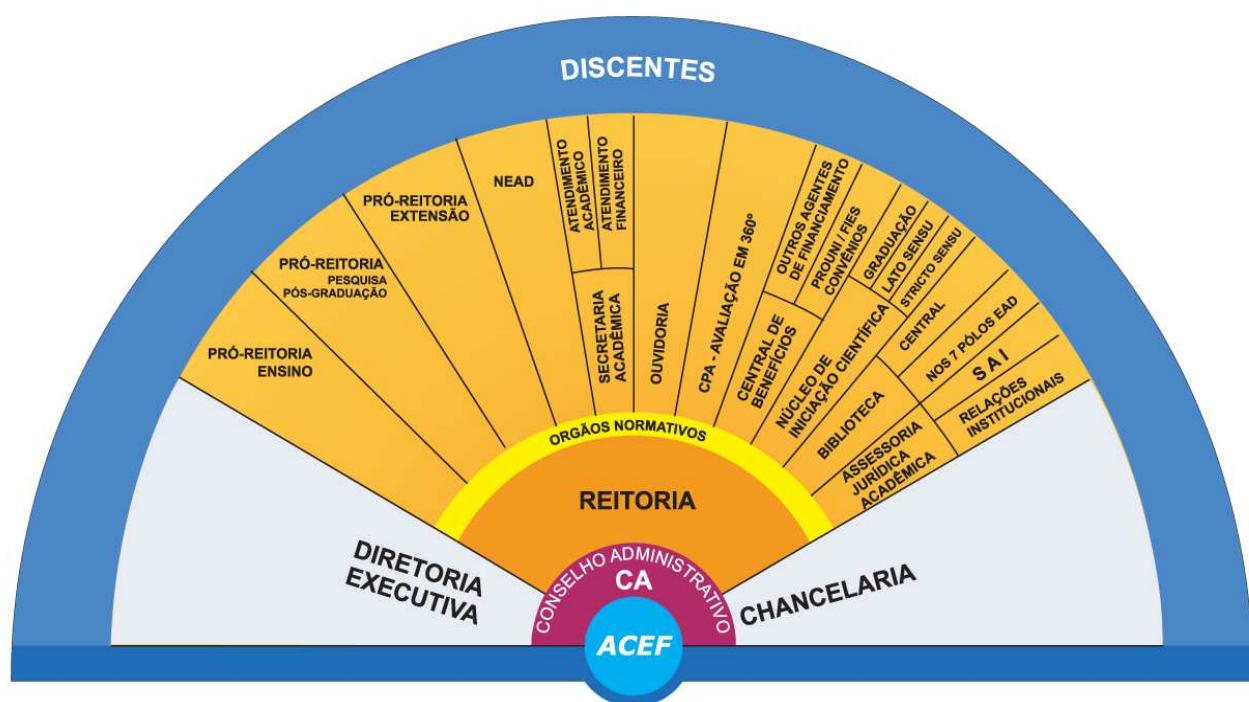 DISCENTES
PRÓ-REITORIA
ENSINO
PRÓ-REITORIA
PESQUISA
PÓS-GRADUAÇÃO
PRÓ-REITORIA
EXTENSÃO
NEAD
ATENDIMENTO
ACADÊMICO
ATENDIMENTO
FINANCEIRO
SECRETARIA
ACADÊMICA
OUVIDORIA
CPA - AVALIAÇÃO EM 360º
OUTROS AGENTES
DE FINANCIAMENTO
PROUNI / FIES
CONVÊNIOS
CENTRAL DE
BENEFÍCIOS
GRADUAÇÃO
LATO SENSU
STRICTO SENSU
NÚCLEO DE
INICIAÇÃO CIENTÍFICA
CENTRAL
NOS 7 PÓLOS EAD
BIBLIOTECA
S A I
RELAÇÕES
INSTITUCIONAIS
ASSESSORIA
JURÍDICA
ACADÊMICA
ORGÃOS NORMATIVOS
REITORIA
DIRETORIA
EXECUTIVA
CONSELHO ADMINISTRATIVO
CA
CHANCELARIA
ACEF